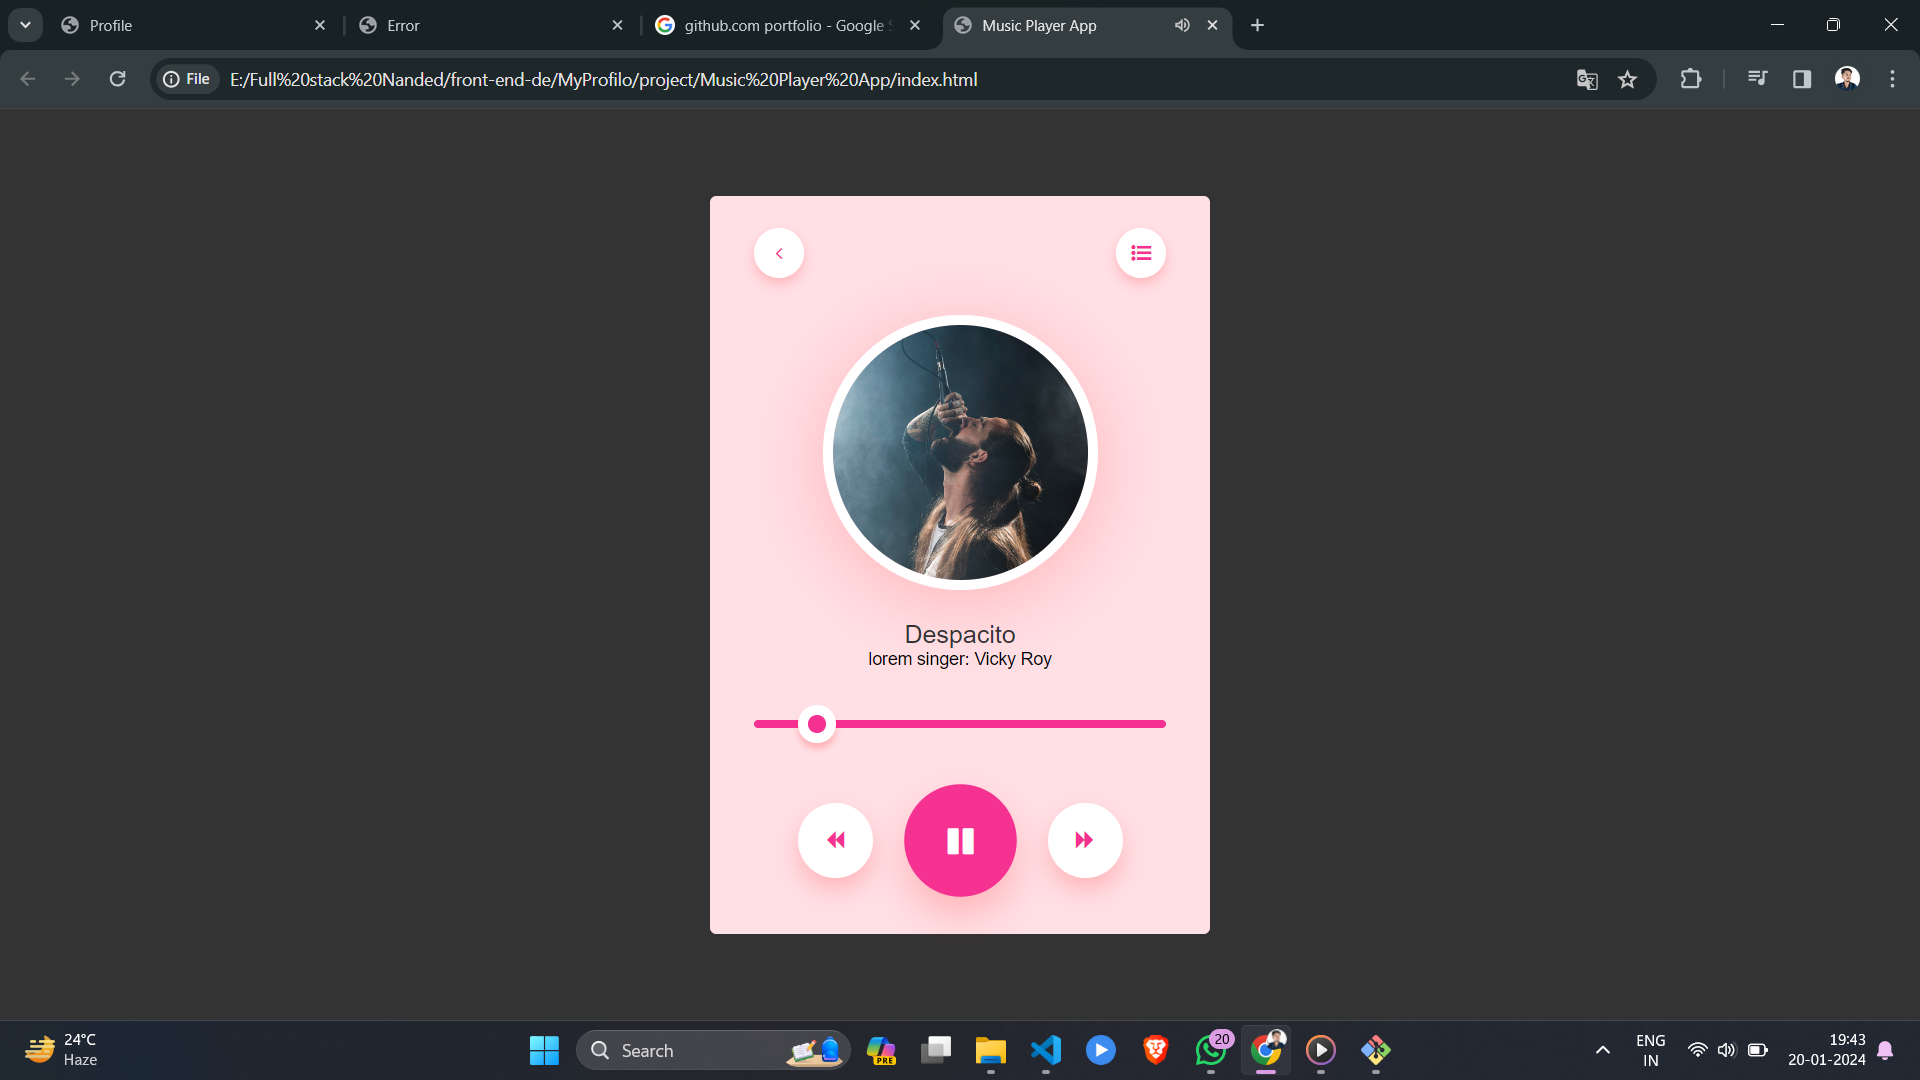 Profile
Error
github.com portfolio - Google S
Music Player App
File
E:/Full%20stack%20Nanded/front-end-de/MyProfilo/project/Music%20Player%20App/index.html
Despacito
lorem singer: Vicky Roy
24°C
Haze
Search
PRE
20
ENG
IN
19:43
20-01-2024